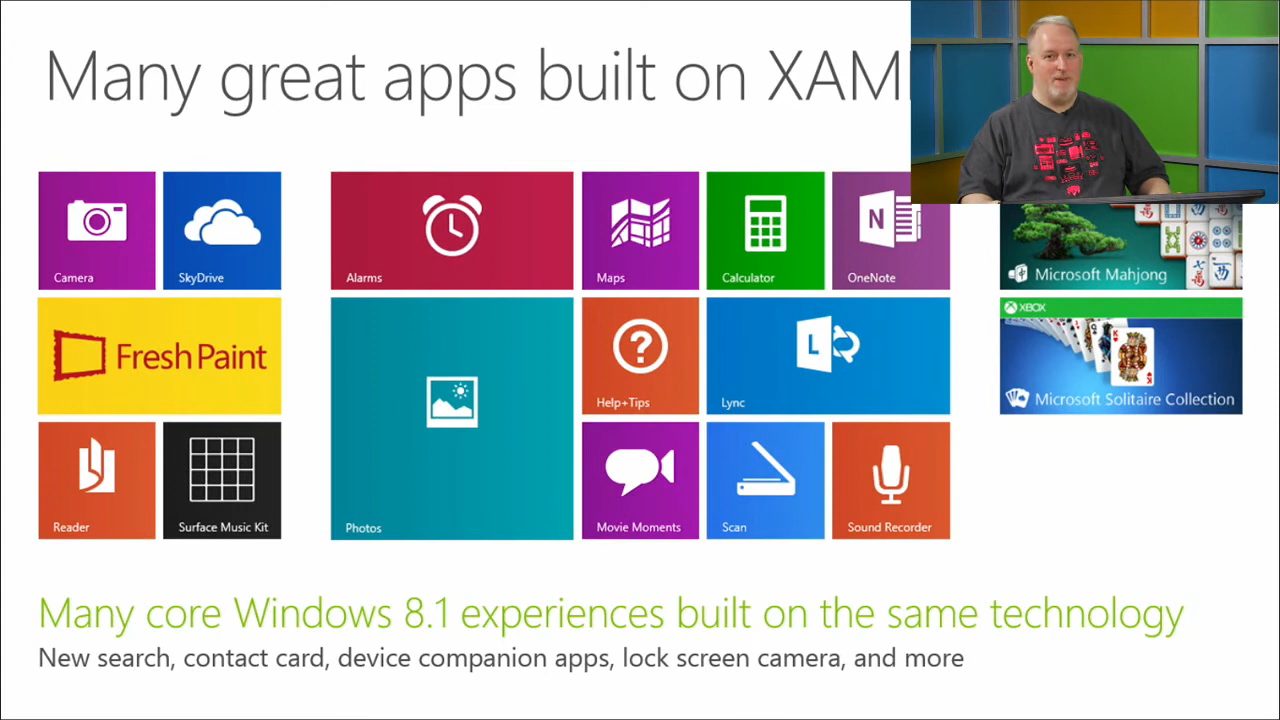 Many great apps built on XAM
Camera
SkyDrive
Alarms
Maps
Calculator
N
OneNote
Microsoft Mahjong
Fresh Paint
?
Help+Tips
L
Lync
XBOX
K
Microsoft Solitaire Collection
Reader
Surface Music Kit
Photos
Movie Moments
Scan
Sound Recorder
Many core Windows 8.1 experiences built on the same technology
New search, contact card, device companion apps, lock screen camera, and more